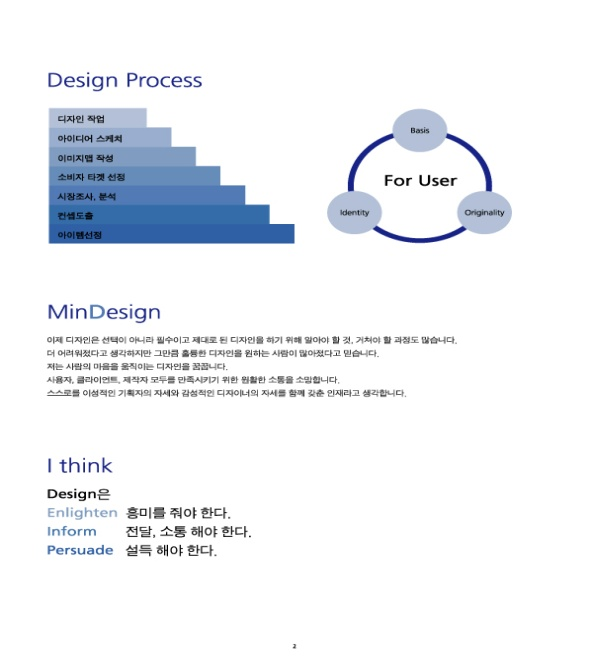 Design Process
디자인 작업
아이디어 스케치
이미지맵 작성
소비자 타겟 선정
시장조사, 분석
컨셉도출
아이템선정
Basis
For User
Identity
Originality
MinDesign
이제 디자인은 선택이 아니라 필수이고 제대로 된 디자인을 하기 위해 알아야 할 것, 거쳐야 할 과정도 많습니다.
더 어려워졌다고 생각하지만 그만큼 훌륭한 디자인을 원하는 사람이 많아졌다고 믿습니다.
저는 사람의 마음을 움직이는 디자인을 꿈꿉니다.
사용자, 클라이언트, 제작자 모두를 만족시키기 위한 원활한 소통을 소망합니다.
스스로를 이성적인 기획자의 자세와 감성적인 디자이너의 자세를 함께 갖춘 인재라고 생각합니다.
I think
Design은
Enlighten 흥미를 줘야 한다.
Inform 전달, 소통 해야 한다.
Persuade 설득 해야 한다.
2